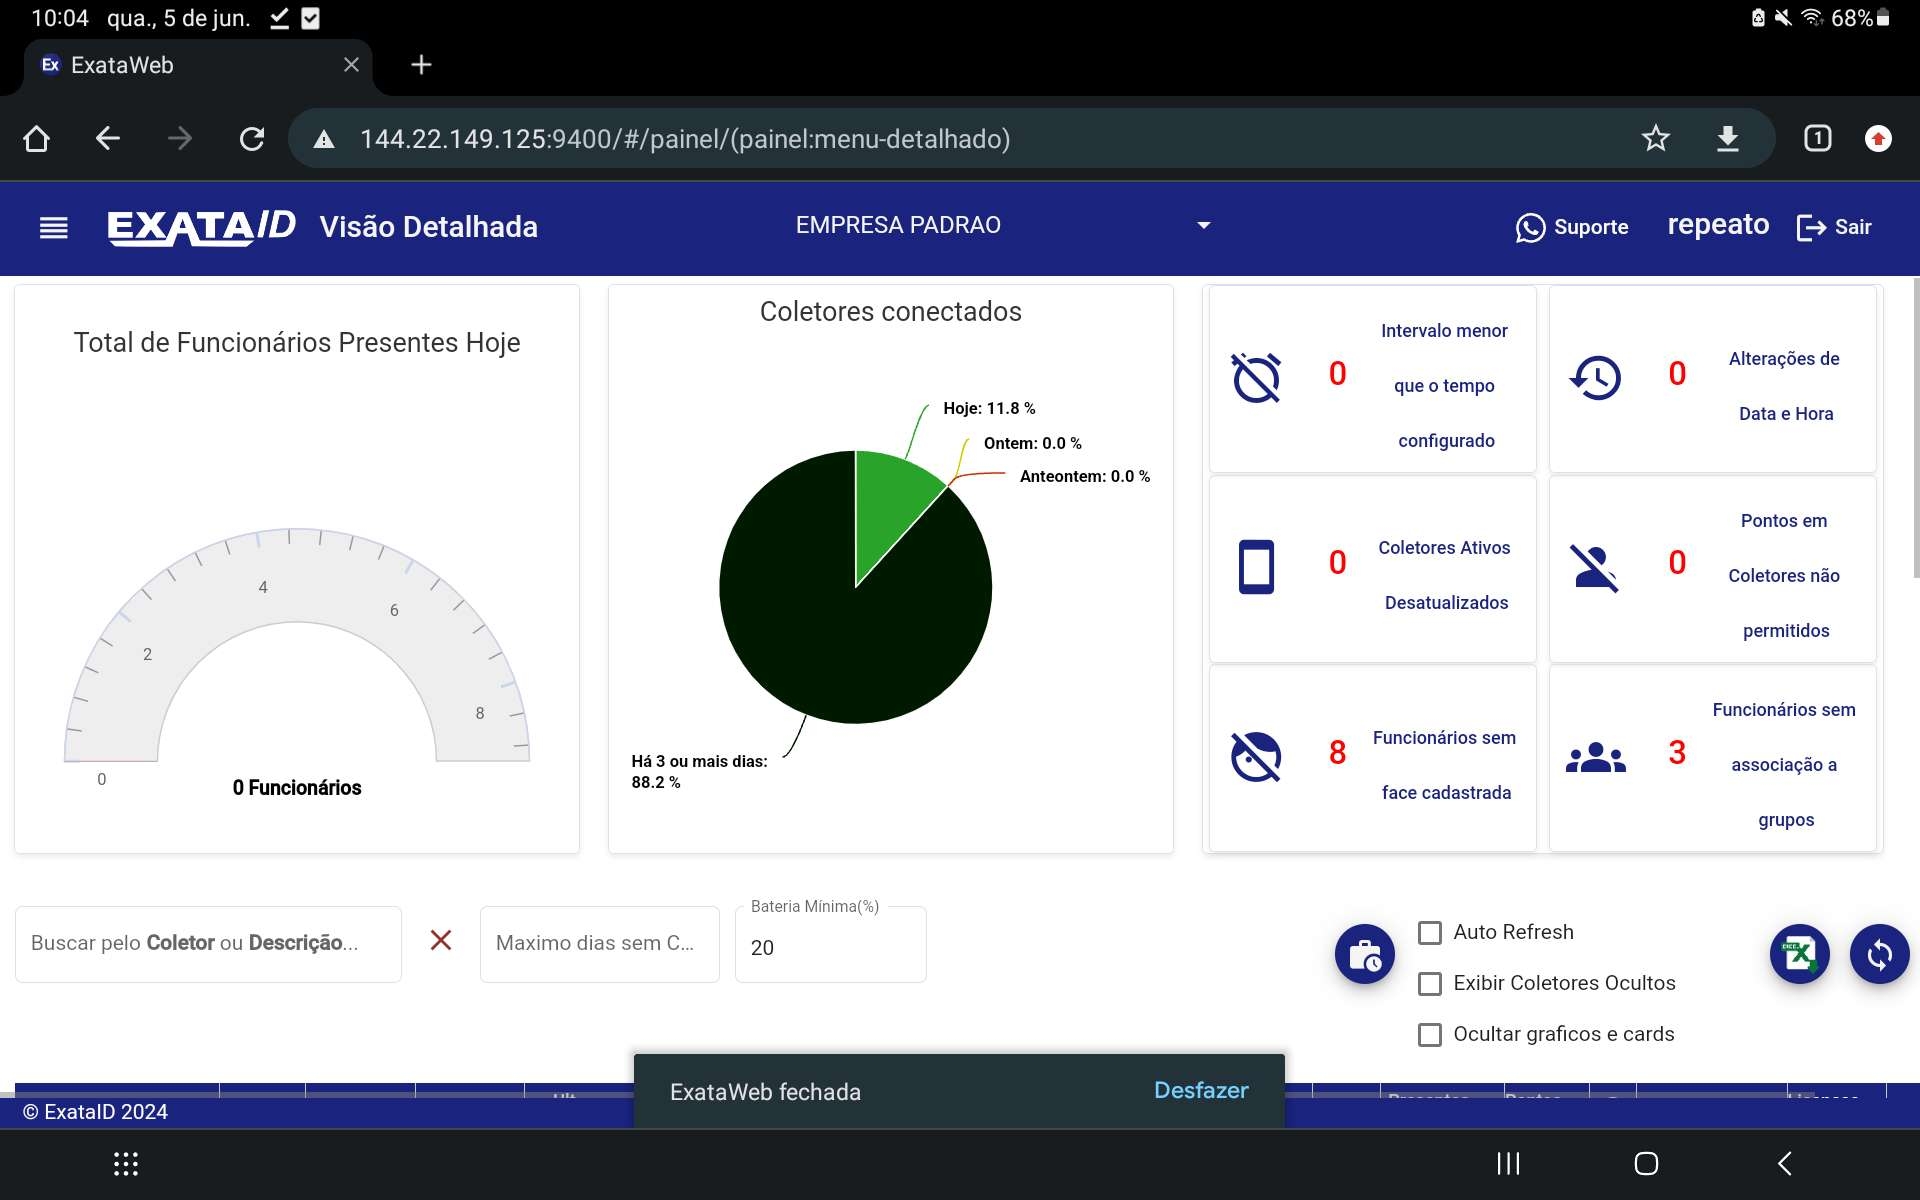 10:04 qua., 5 de jun.
68%
Ex ExataWeb
144.22.149.125:9400/#/painel/(painel:menu-detalhado)
1
EXATAID Visão Detalhada
EMPRESA PADRAO
Suporte
repeato
Sair
Total de Funcionários Presentes Hoje
0
2
4
6
8
0 Funcionários
Coletores conectados
Hoje: 11.8 %
Ontem: 0.0 %
Anteontem: 0.0 %
Há 3 ou mais dias:
88.2 %
0
Intervalo menor
que o tempo
configurado
0
Alterações de
Data e Hora
0
Coletores Ativos
Desatualizados
0
Pontos em
Coletores não
permitidos
8
Funcionários sem
face cadastrada
3
Funcionários sem
associação a
grupos
Buscar pelo Coletor ou Descrição...
Maximo dias sem C...
Bateria Mínima(%)
20
Auto Refresh
Exibir Coletores Ocultos
Ocultar graficos e cards
ExataWeb fechada
Desfazer
© ExataID 2024